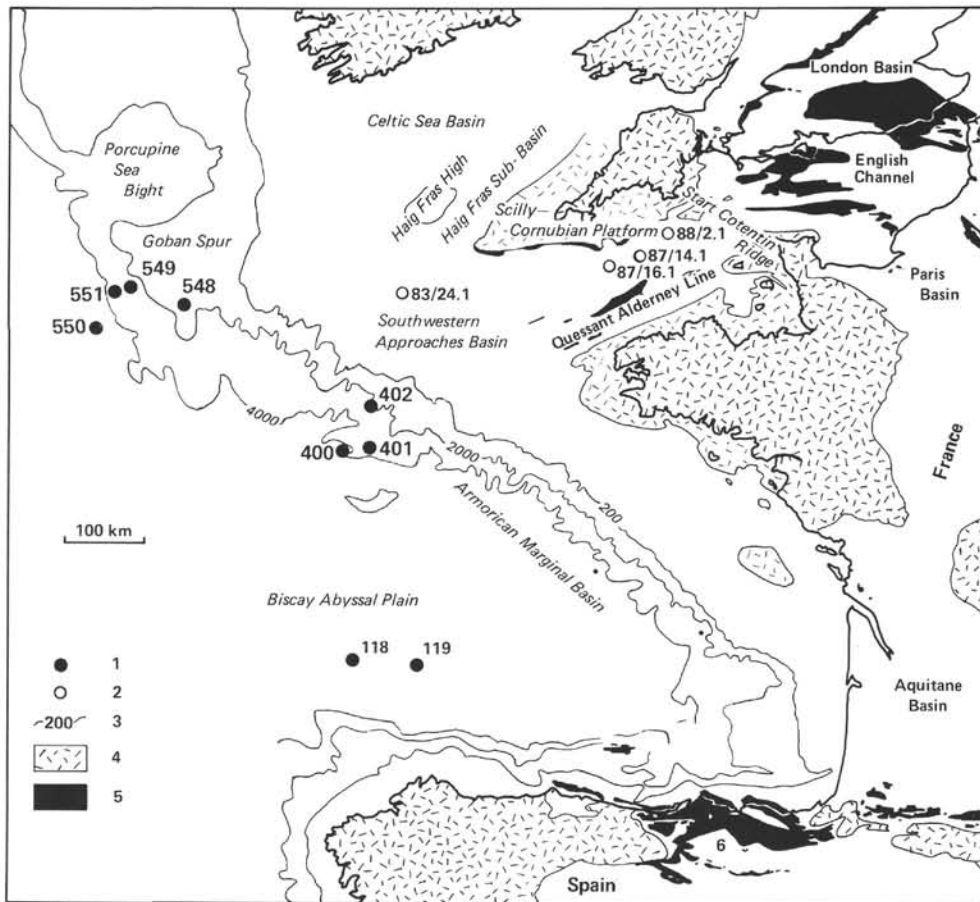 London Basin
Celtic Sea Basin
Porcupine
Sea
Bight
English
Channel
Haig Fras High
Haig Fras Sub-Basin
Start Cotentin
Ridge
Scilly—
Cornubian Platform
88/2.1
Goban Spur
87/14.1
87/16.1
Paris
Basin
549
551
548
83/24.1
550
Quessant Alderney Line
Southwestern
Approaches Basin
402
4000
2000
400
401
200
France
100 km
Armorican Marginal Basin
Biscay Abyssal Plain
118
119
1
2
Aquitane
Basin
200
3
4
5
6
Spain